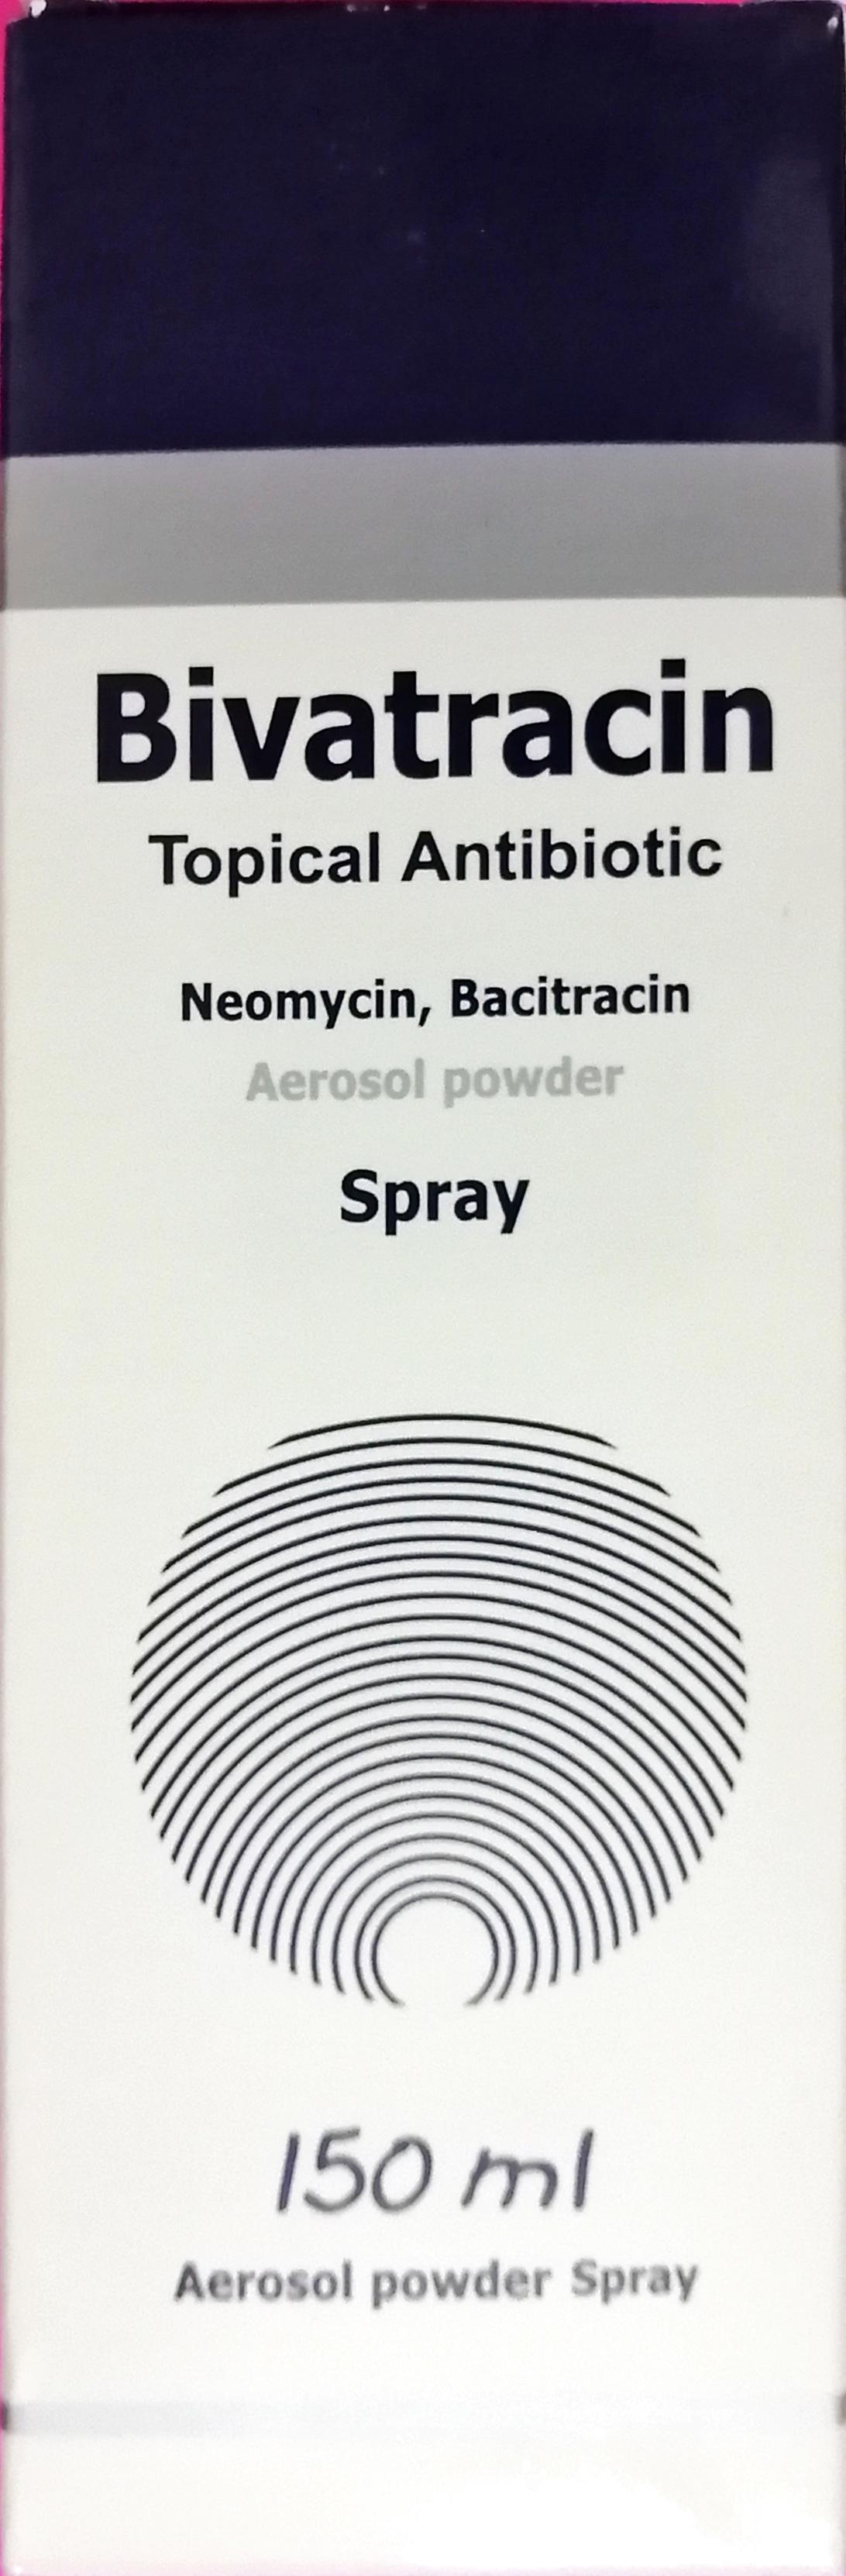 Bivatracin
Topical Antibiotic
Neomycin, Bacitracin
Aerosol powder
Spray
150 ml
Aerosol powder Spray